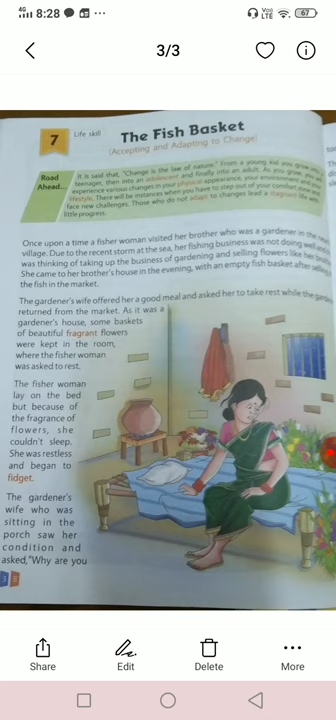 4G 8:28
Vo)
LTE 67
3/3
7 Life skill The Fish Basket
(Accepting and Adapting to Change)
Road
Ahead...
It is said that, "Change is the law of nature." From a young kid you grow into
teenager, then into an adolescent and finally into an adult. As you grow, you
experience various changes in your physical appearance, your environment and your
lifestyle. There will be instances when you have to step out of your comfort zone and
face new challenges. Those who do not adapt to changes lead a stagnant life with
little progress.
Once upon a time a fisher woman visited her brother who was a gardener in the
village. Due to the recent storm at the sea, her fishing business was not doing well and
was thinking of taking up the business of gardening and selling flowers like her
She came to her brother's house in the evening, with an empty fish basket after selling
the fish in the market.
The gardener's wife offered her a good meal and asked her to take rest while the
returned from the market. As it was a
gardener's house, some baskets
of beautiful fragrant flowers
were kept in the room,
where the fisher woman
was asked to rest.
The fisher woman
lay on the bed
but because of
the fragrance of
flowers, she
couldn't sleep.
She was restless
and began to
fidget.
The gardener's
wife who was
sitting in the
porch saw her
condition and
asked, "Why are you
Share Edit Delete More